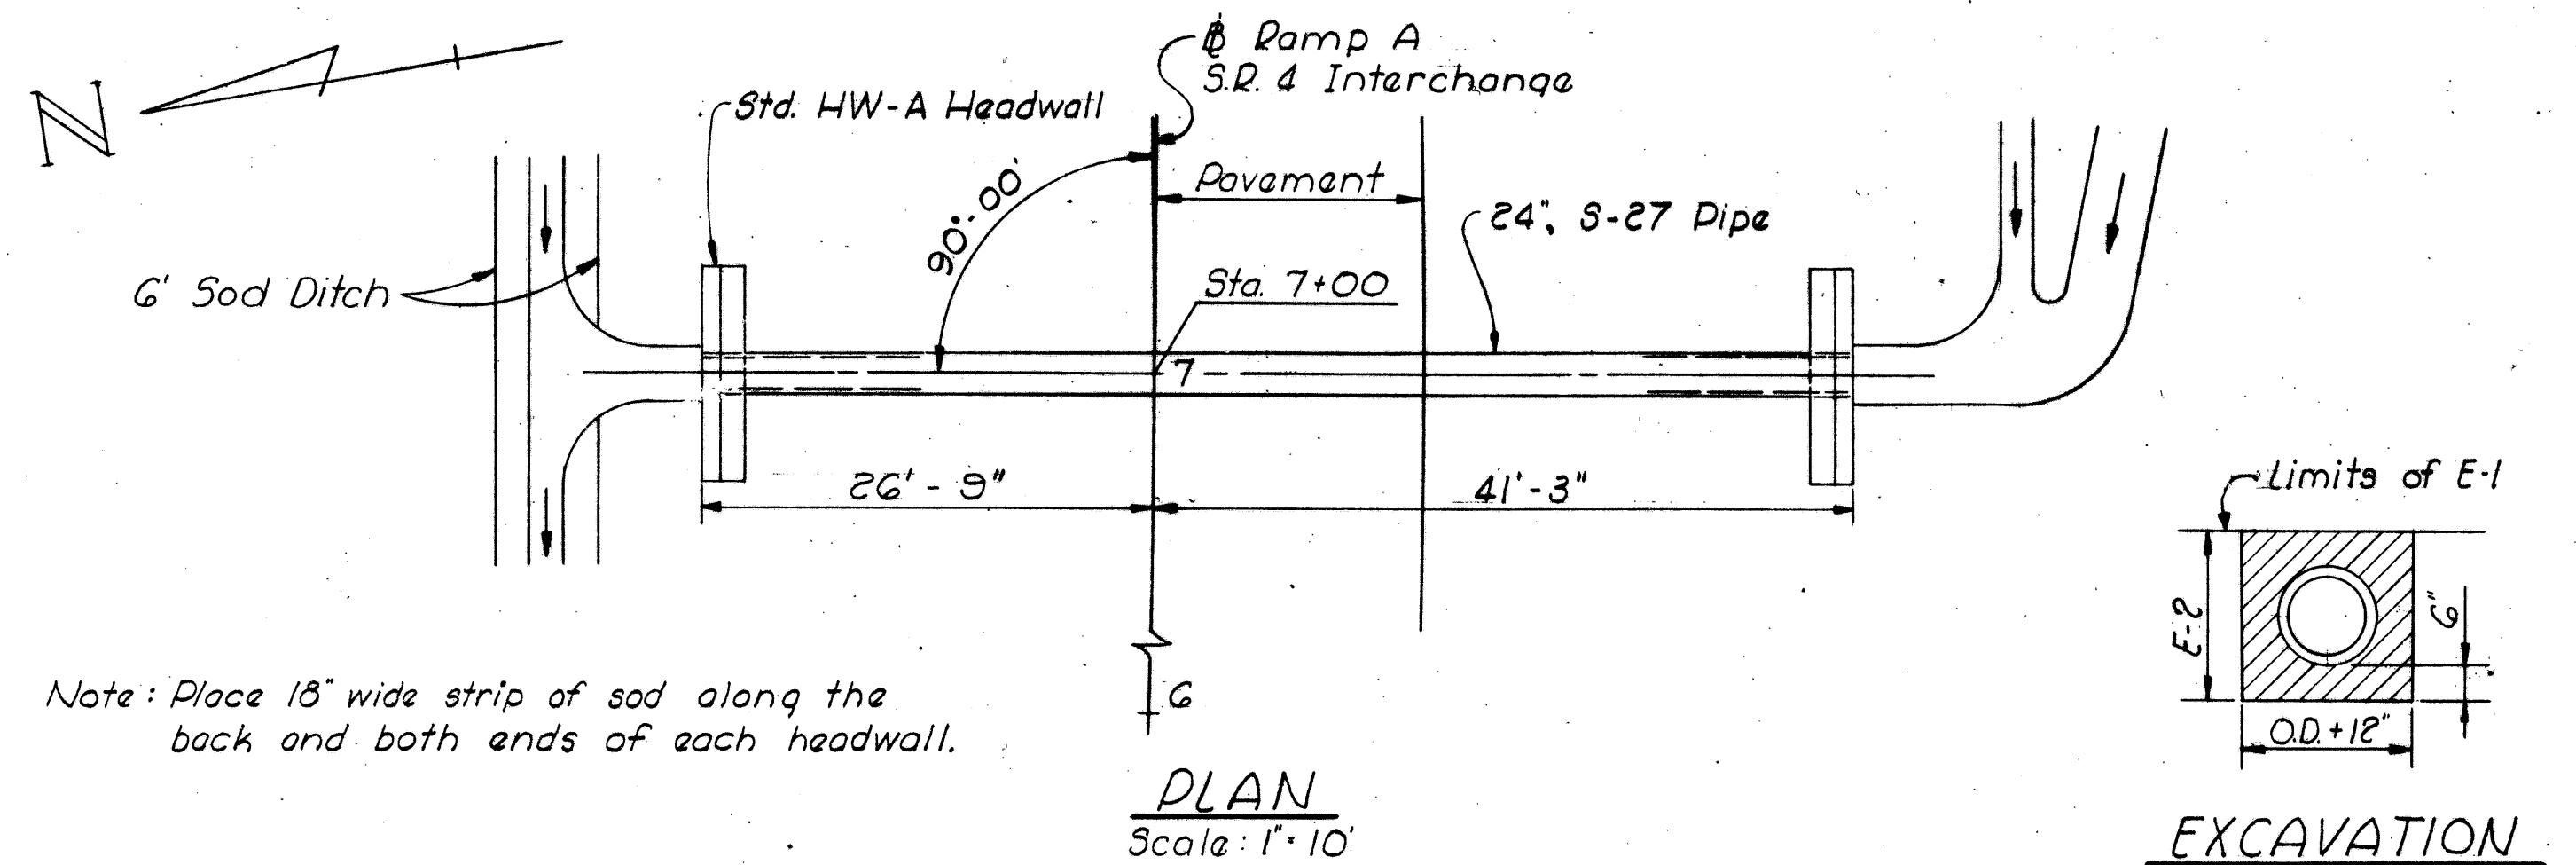 N
℄ Ramp A
S.R. 4 Interchange
Std. HW-A Headwall
90°-00'
Pavement
24", S-27 Pipe
6' Sod Ditch
Sta. 7+00
7
26' - 9"
41'-3"
Limits of E-1
E-2
6"
O.D.+12"
6
Note: Place 18" wide strip of sod along the
back and both ends of each headwall.
PLAN
Scale: 1"=10'
EXCAVATION